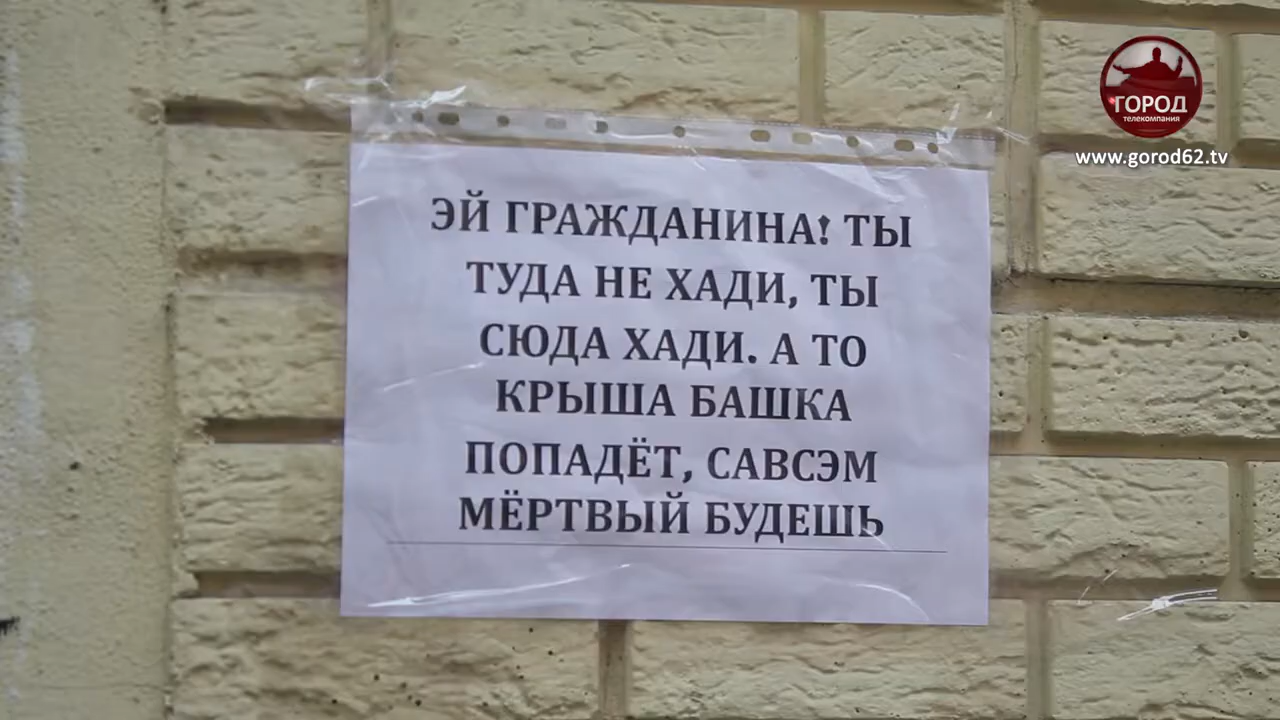 ГОРОД
телекомпания
www.gorod62.tv
ЭЙ ГРАЖДАНИНА! ТЫ
ТУДА НЕ ХАДИ, ТЫ
СЮДА ХАДИ. А ТО
КРЫША БАШКА
ПОПАДЁТ, САВСЭМ
МЁРТВЫЙ БУДЕШЬ